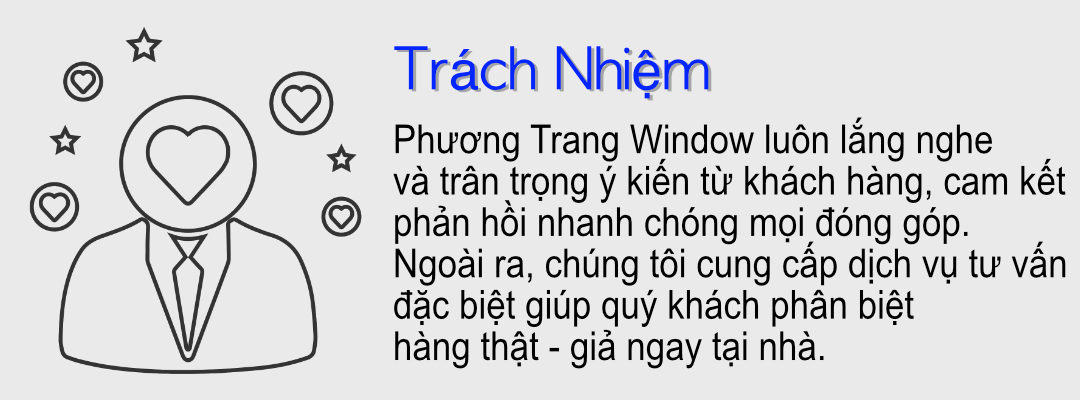 Trách Nhiệm
Phương Trang Window luôn lắng nghe
và trân trọng ý kiến từ khách hàng, cam kết
phản hồi nhanh chóng mọi đóng góp.
Ngoài ra, chúng tôi cung cấp dịch vụ tư vấn
đặc biệt giúp quý khách phân biệt
hàng thật - giả ngay tại nhà.